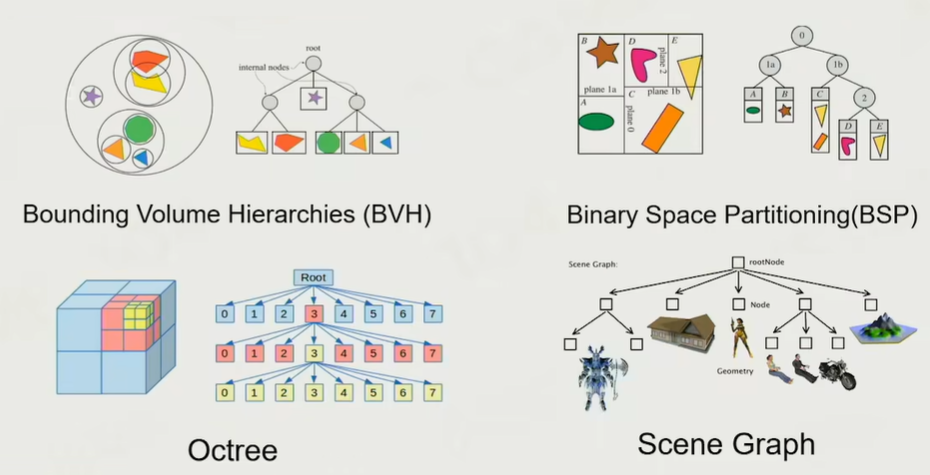 root
internal nodes
Bounding Volume Hierarchies (BVH)
B
D
E
plane 2
plane 1a
C
plane 1b
A
plane 0
0
1a
1b
A
B
C
2
D
E
Binary Space Partitioning(BSP)
Root
0 1 2 3 4 5 6 7
0 1 2 3 4 5 6 7
0 1 2 3 4 5 6 7
Octree
Scene Graph:
rootNode
Node
Geometry
Scene Graph